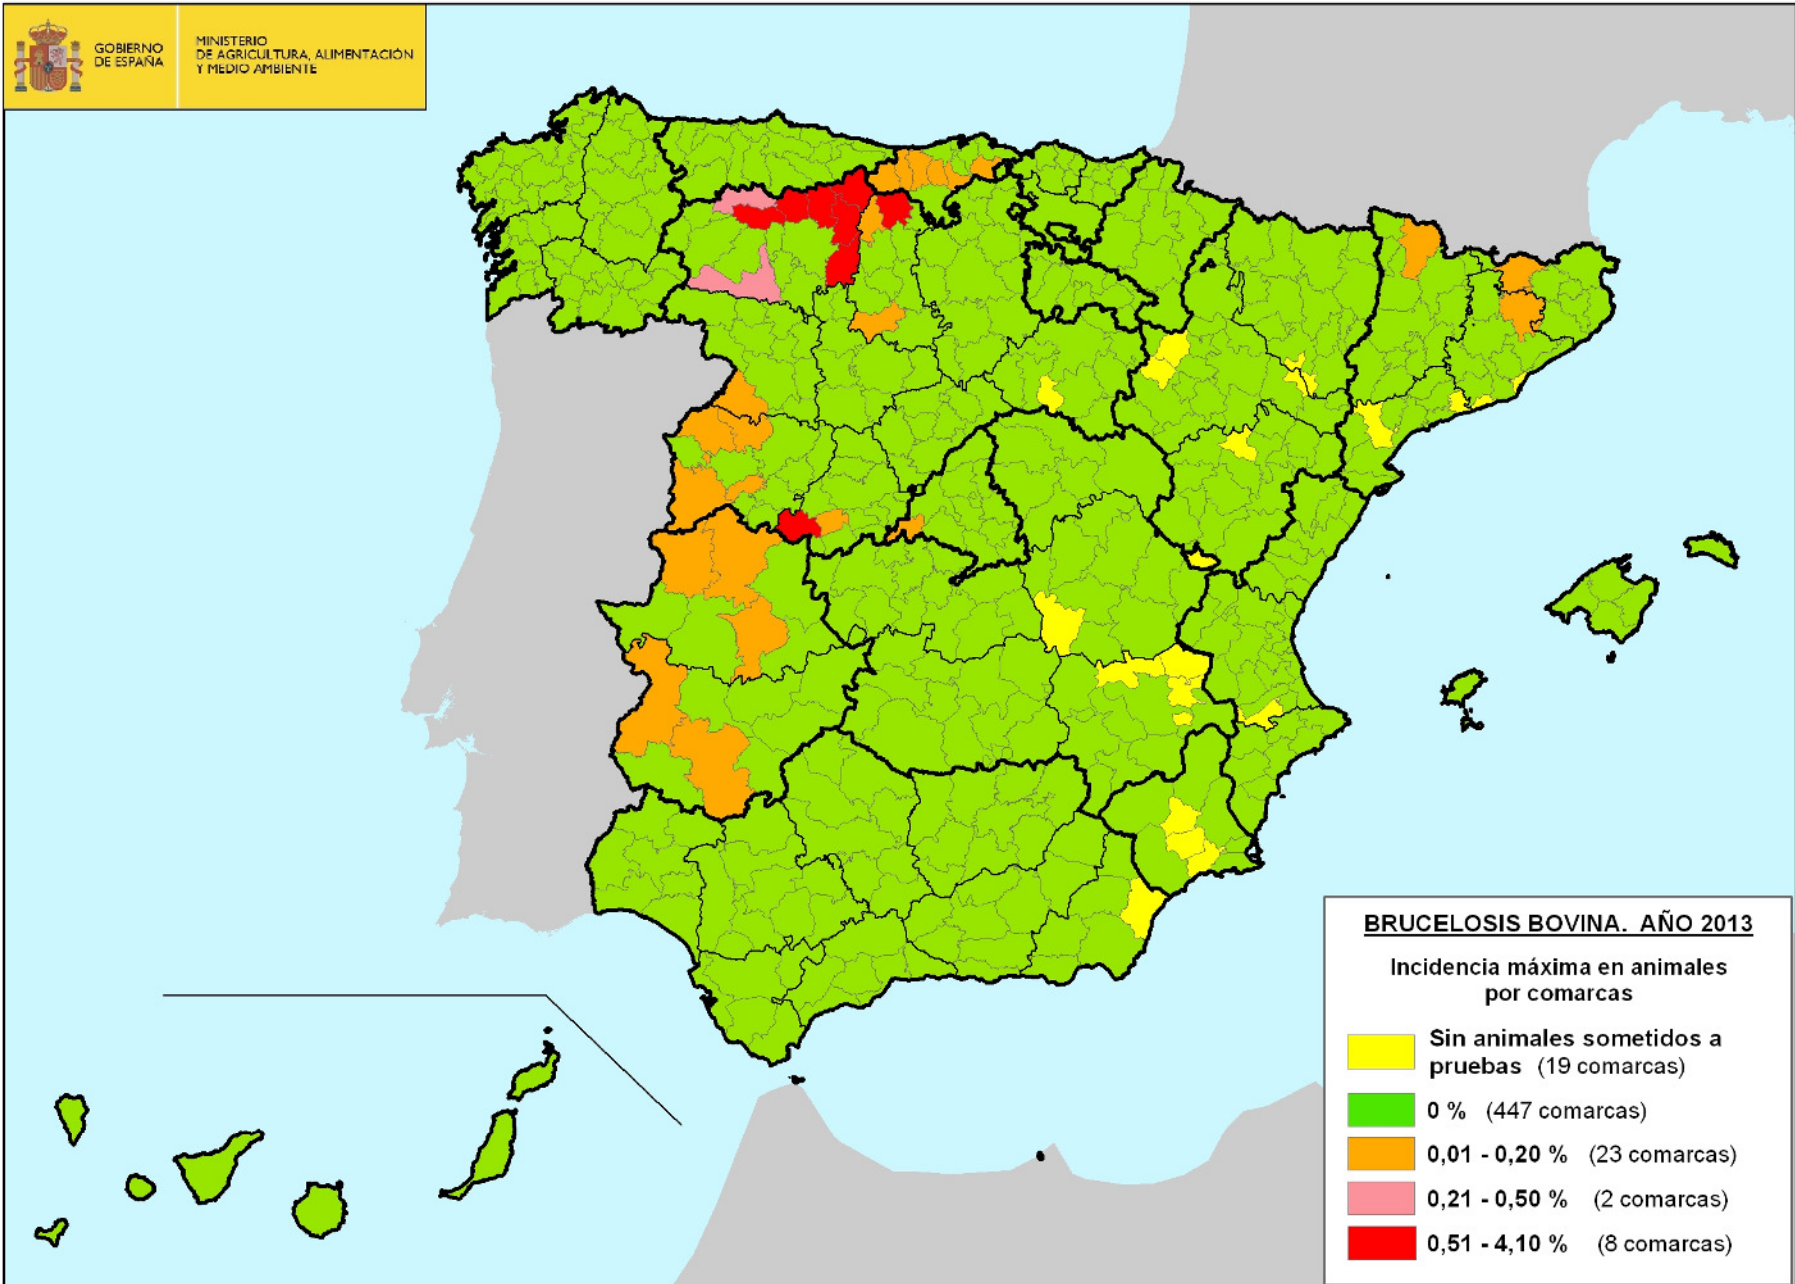 GOBIERNO
DE ESPAÑA
MINISTERIO
DE AGRICULTURA, ALIMENTACIÓN
Y MEDIO AMBIENTE
BRUCELOSIS BOVINA. AÑO 2013
Incidencia máxima en animales
por comarcas
Sin animales sometidos a
pruebas (19 comarcas)
0 % (447 comarcas)
0,01 - 0,20 % (23 comarcas)
0,21 - 0,50 % (2 comarcas)
0,51 - 4,10 % (8 comarcas)